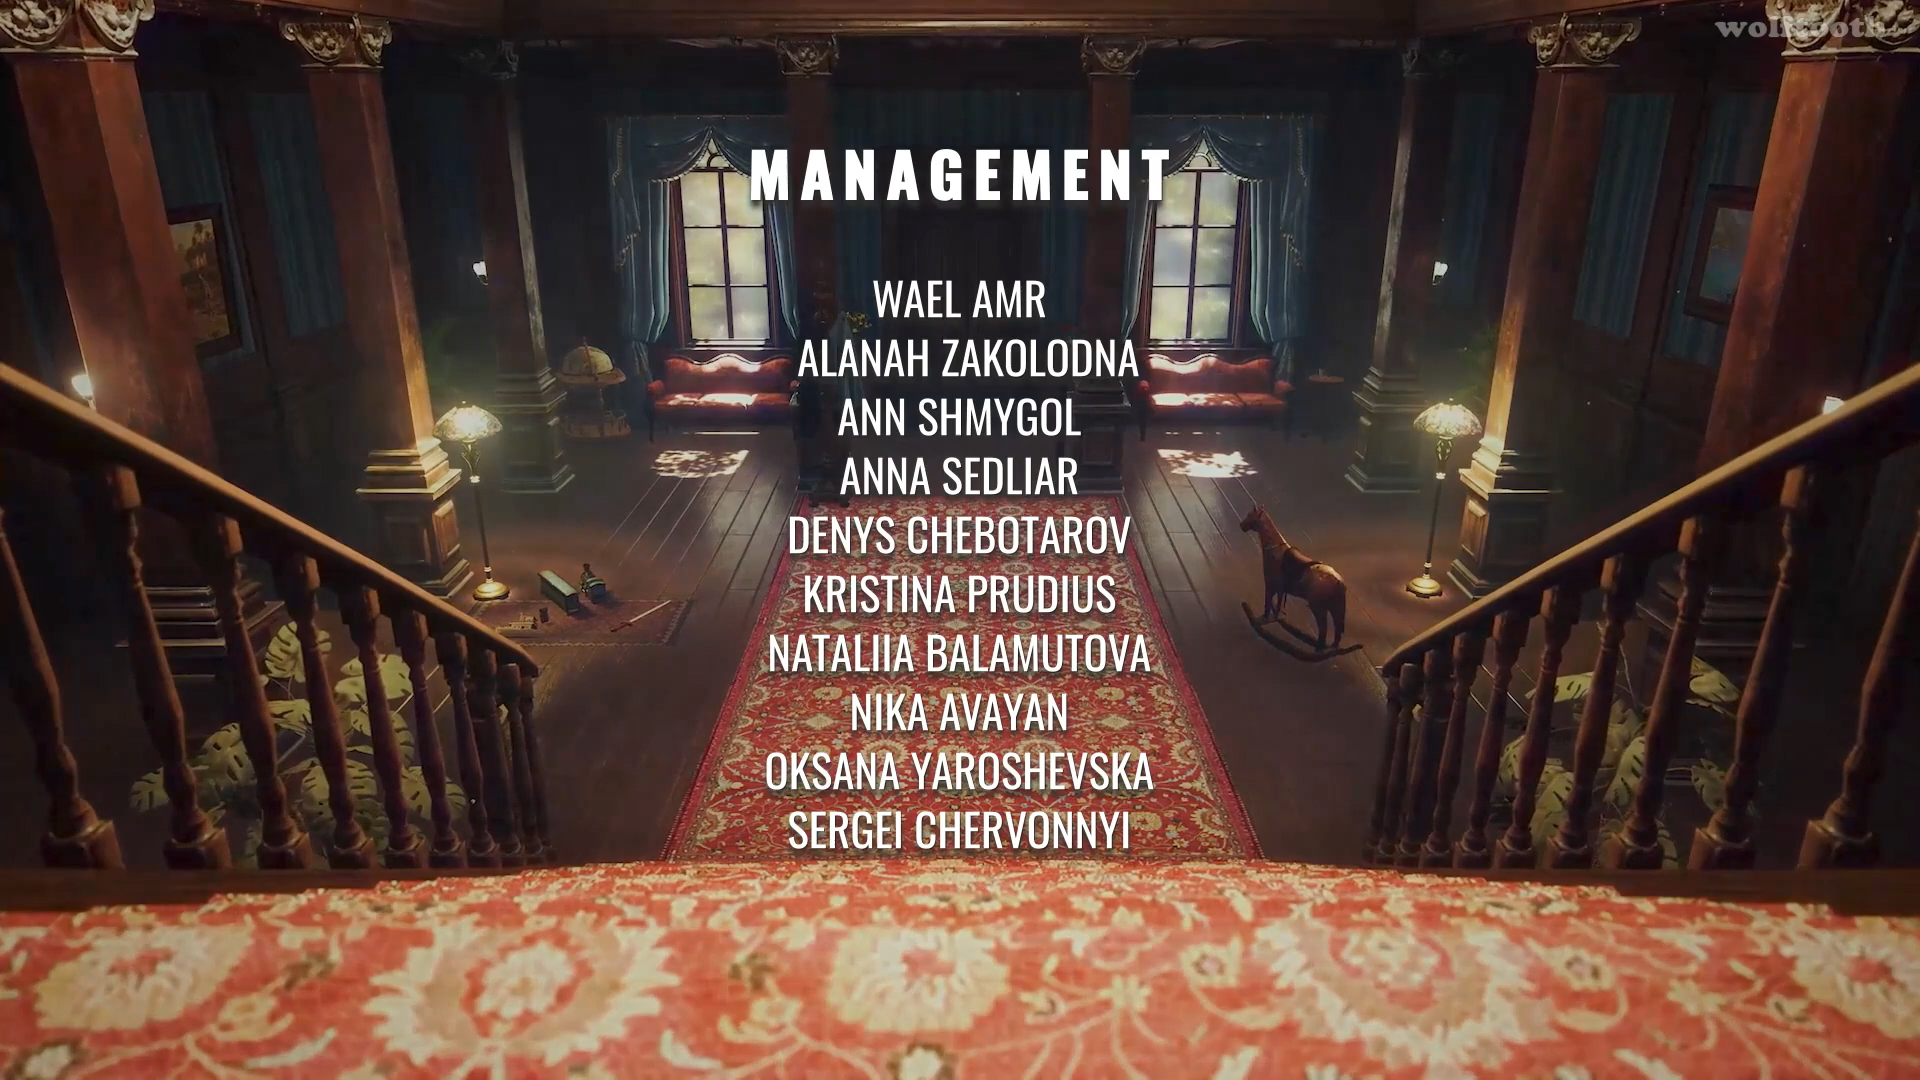 wolftooth
MANAGEMENT
WAEL AMR
ALANAH ZAKOLODNA
ANN SHMYGOL
ANNA SEDLIAR
DENYS CHEBOTAROV
KRISTINA PRUDIUS
NATALIIA BALAMUTOVA
NIKA AVAYAN
OKSANA YAROSHEVSKA
SERGEI CHERVONNYI